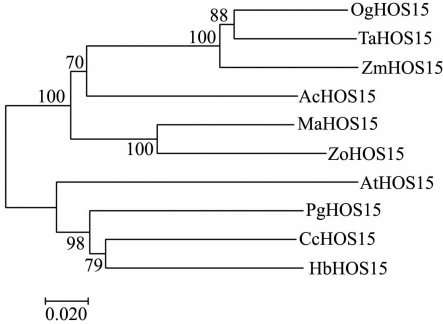 88
OgHOS15
100
TaHOS15
70
ZmHOS15
100
AcHOS15
MaHOS15
100
ZoHOS15
AtHOS15
PgHOS15
98
CcHOS15
79
HbHOS15
0.020